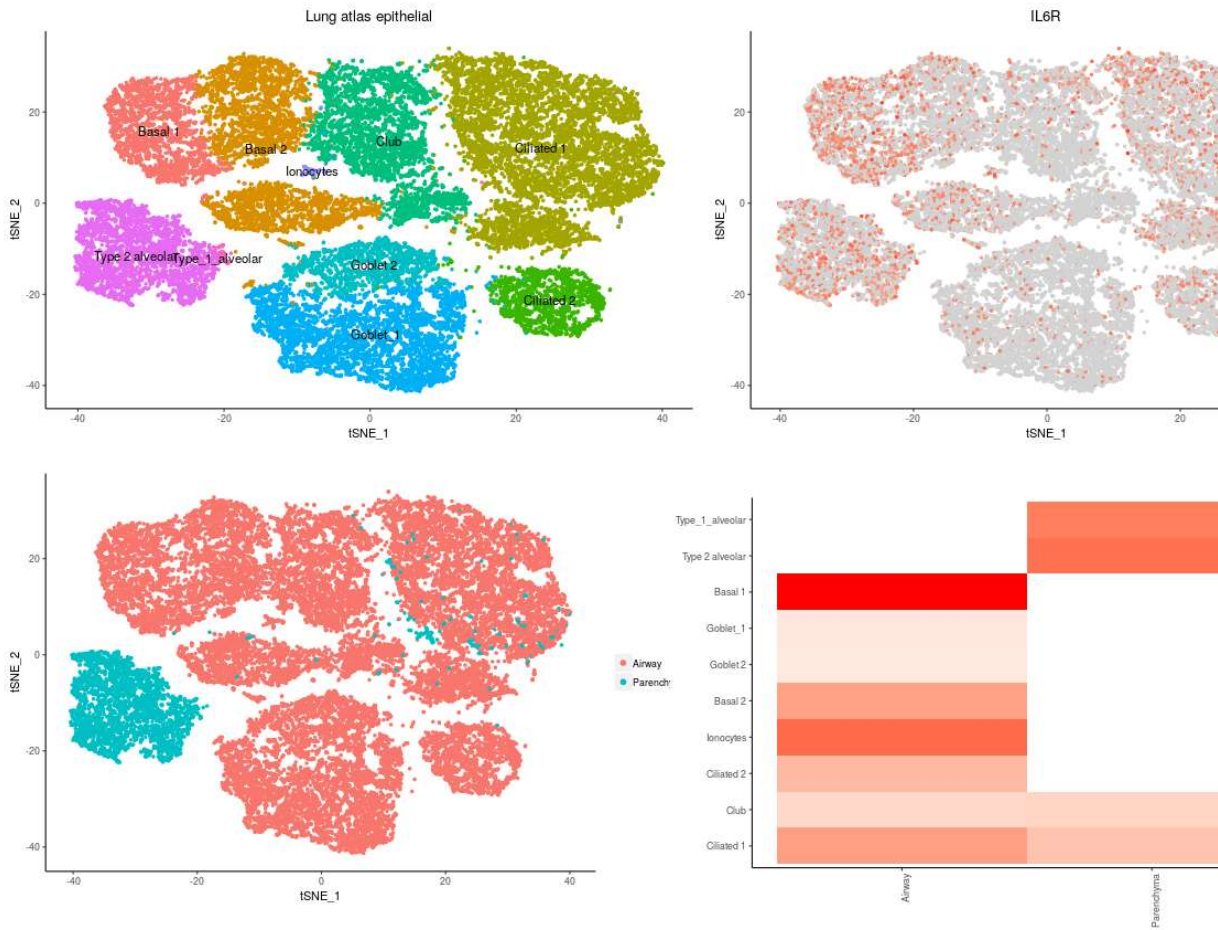 Lung atlas epithelial
IL6R
tSNE_2
20
0
-20
-40
Basal 1
Basal 2
Club
Ciliated 1
Ionocytes
Type 2 alveolar
Type_1_alveolar
Goblet 2
Ciliated 2
Goblet_1
-40
-20
0
20
40
tSNE_1
tSNE_2
20
0
-20
-40
-40
-20
0
20
tSNE_1
tSNE_2
20
0
-20
-40
-40
-20
0
20
40
tSNE_1
Airway
Parenchy
Type_1_alveolar
Type 2 alveolar
Basal 1
Goblet_1
Goblet 2
Basal 2
Ionocytes
Ciliated 2
Club
Ciliated 1
Airway
Parenchyma